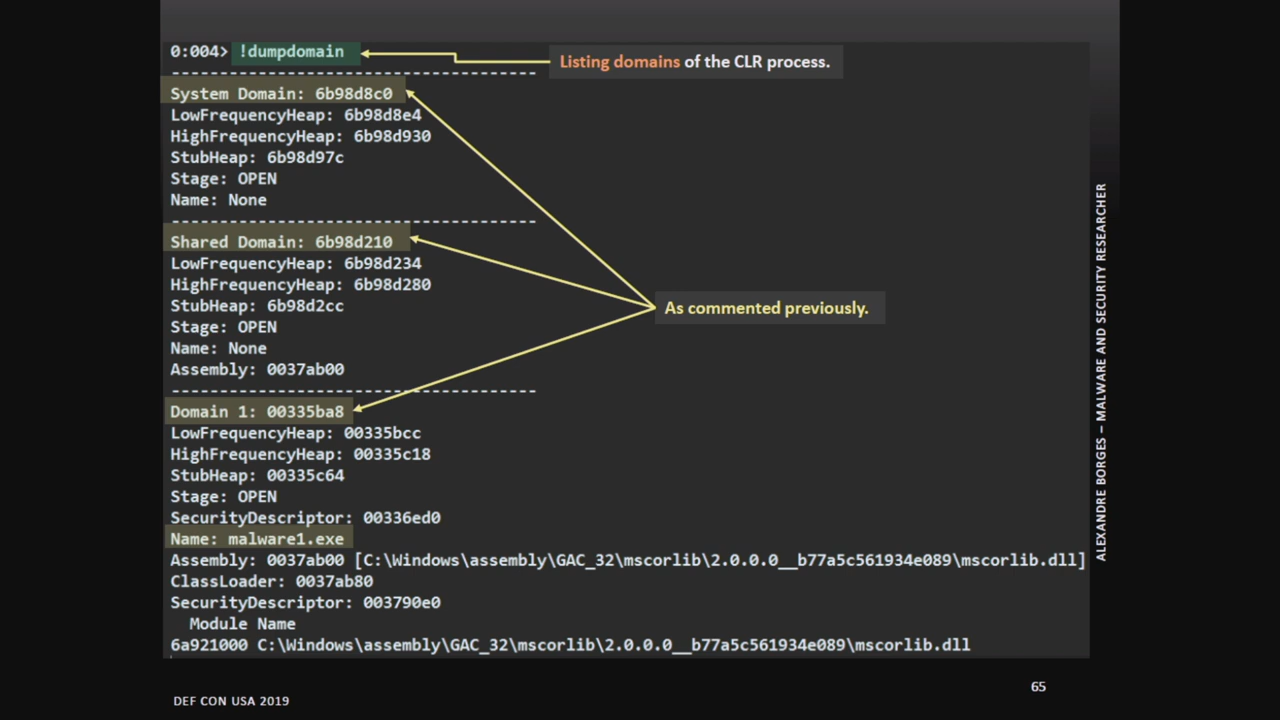 0:004> !dumpdomain
Listing domains of the CLR process.
--------------------------------------
System Domain: 6b98d8c0
LowFrequencyHeap: 6b98d8e4
HighFrequencyHeap: 6b98d930
StubHeap: 6b98d97c
Stage: OPEN
Name: None
--------------------------------------
Shared Domain: 6b98d210
LowFrequencyHeap: 6b98d234
HighFrequencyHeap: 6b98d280
StubHeap: 6b98d2cc
Stage: OPEN
Name: None
Assembly: 0037ab00
As commented previously.
--------------------------------------
Domain 1: 00335ba8
LowFrequencyHeap: 00335bcc
HighFrequencyHeap: 00335c18
StubHeap: 00335c64
Stage: OPEN
SecurityDescriptor: 00336ed0
Name: malware1.exe
Assembly: 0037ab00 [C:\Windows\assembly\GAC_32\mscorlib\2.0.0.0__b77a5c561934e089\mscorlib.dll]
ClassLoader: 0037ab80
SecurityDescriptor: 003790e0
Module Name
6a921000 C:\Windows\assembly\GAC_32\mscorlib\2.0.0.0__b77a5c561934e089\mscorlib.dll
ALEXANDRE BORGES – MALWARE AND SECURITY RESEARCHER
DEF CON USA 2019
65